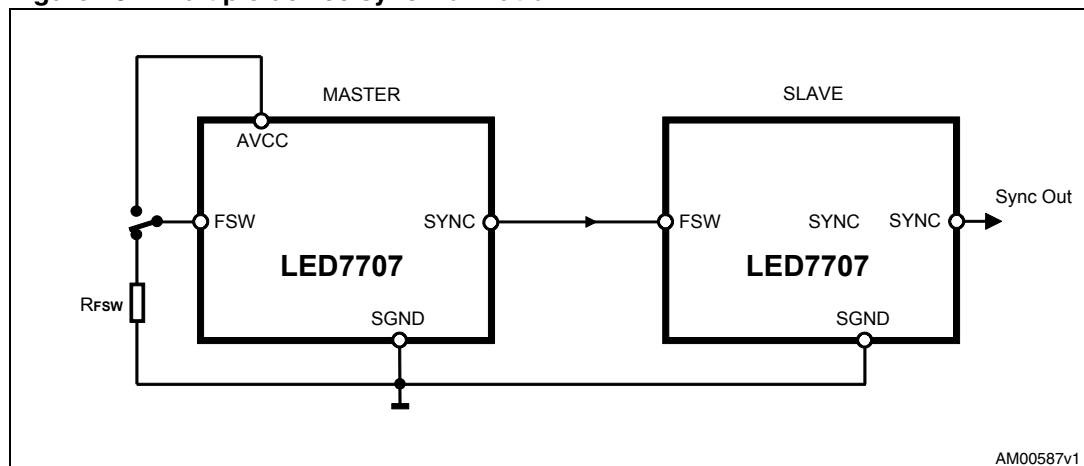 MASTER
SLAVE
AVCC
Sync Out
FSW
SYNC
FSW
SYNC
SYNC
LED7707
LED7707
RFSW
SGND
SGND
AM00587v1